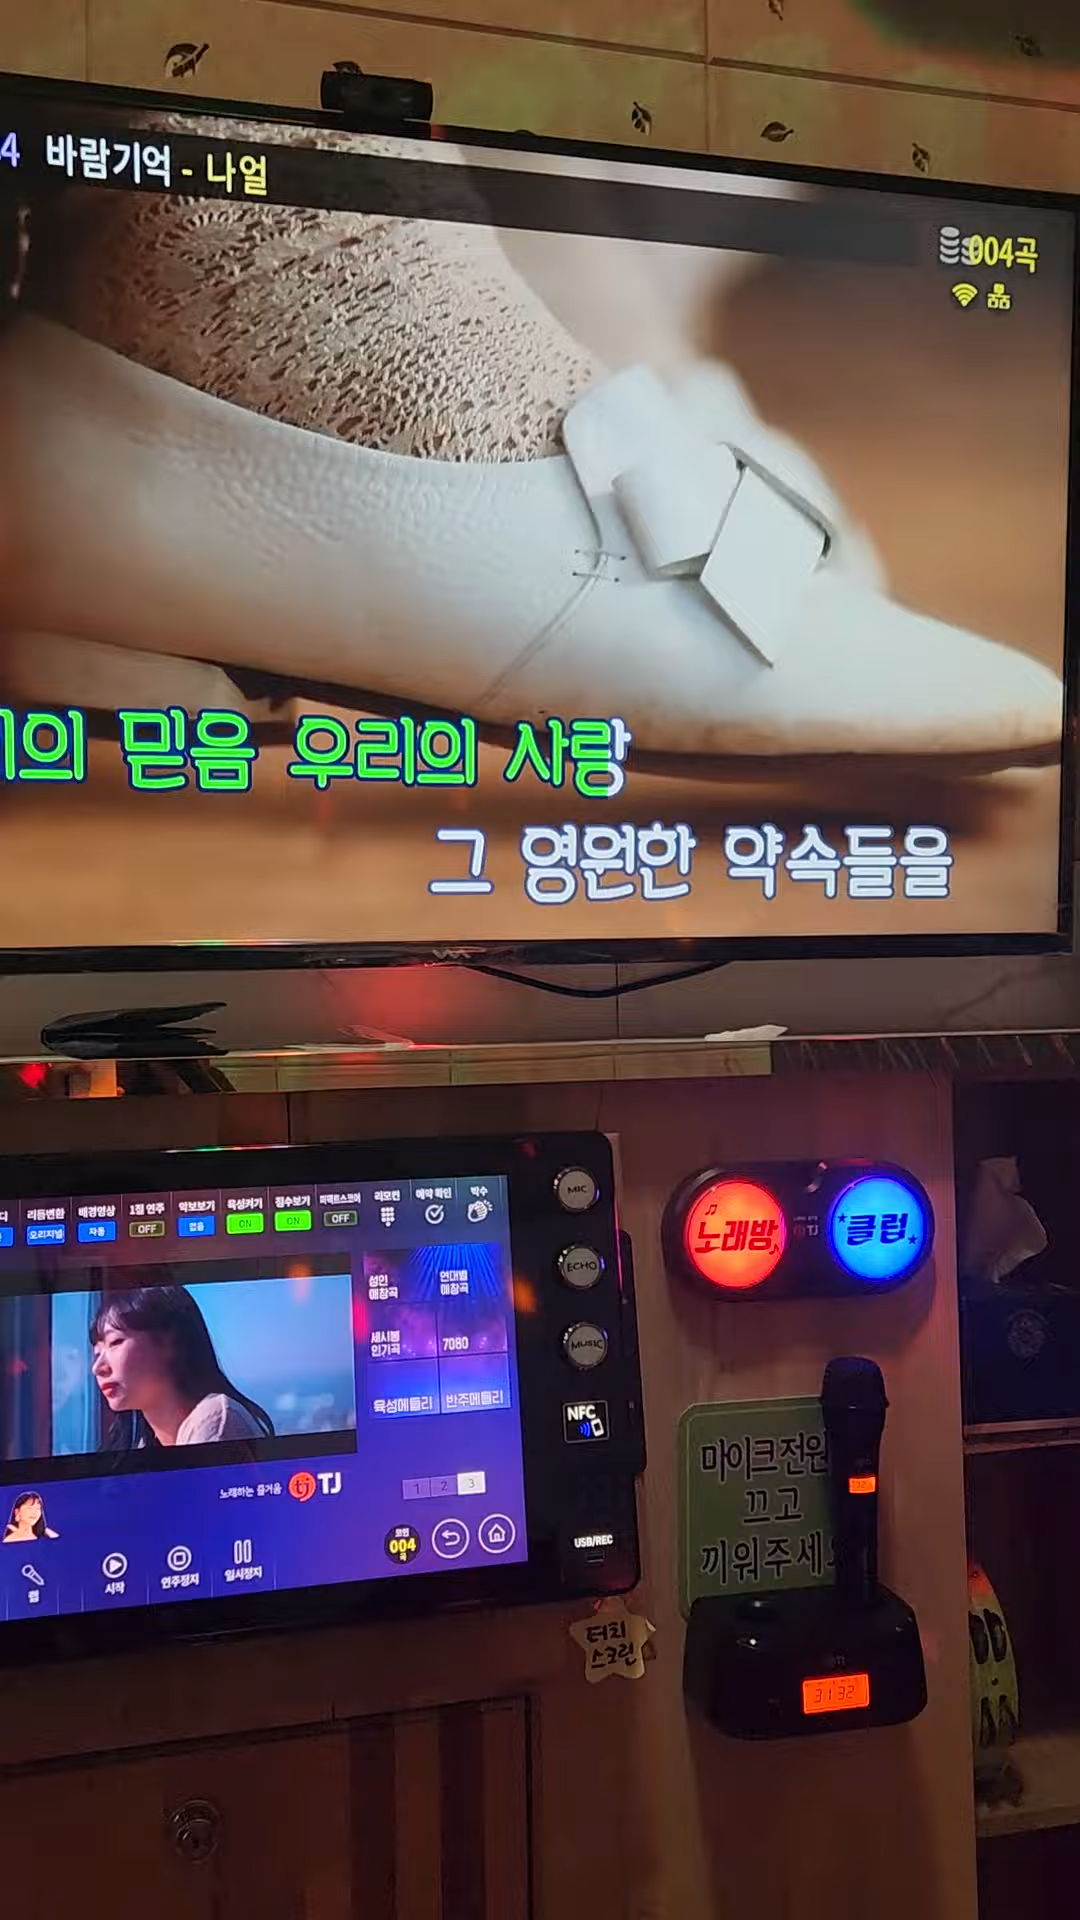 4 바람기억 - 나얼
004곡
의 믿음 우리의 사랑
그 영원한 약속들을
리듬변환 배경영상 1절 연주 악보보기 육성켜기 점수보기 퍼펙트스코어 리모컨 예약 확인 박수
오리지널 자동 OFF 없음 ON ON OFF
성인
애창곡
연대별
애창곡
세시봉
인기곡
7080
육성메들리
반주메들리
노래하는 즐거움 TJ
1 2 3
시작 연주정지 일시정지
코인
004
곡
MIC
ECHO
MUSIC
NFC
USB/REC
노래방
TJ
클럽
마이크전원
끄고
끼워주세
터치
스크린
3132